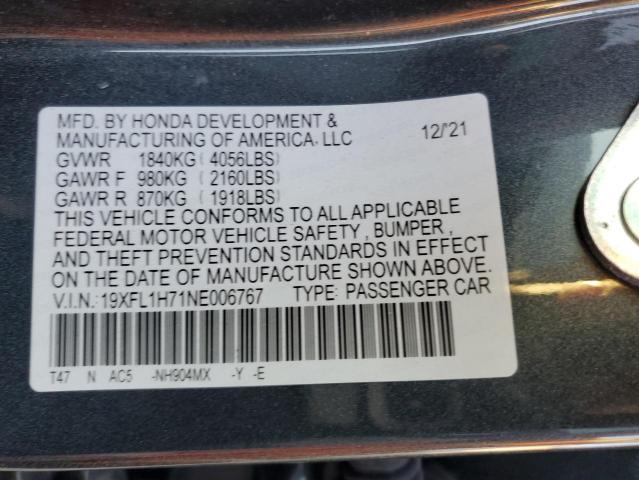 MFD. BY HONDA DEVELOPMENT &
MANUFACTURING OF AMERICA, LLC 12/'21
GVWR 1840KG ( 4056LBS)
GAWR F 980KG ( 2160LBS)
GAWR R 870KG ( 1918LBS)
THIS VEHICLE CONFORMS TO ALL APPLICABLE
FEDERAL MOTOR VEHICLE SAFETY , BUMPER ,
AND THEFT PREVENTION STANDARDS IN EFFECT
ON THE DATE OF MANUFACTURE SHOWN ABOVE.
V.I.N.: 19XFL1H71NE006767 TYPE: PASSENGER CAR
T47 N AC5 -NH904MX -Y -E